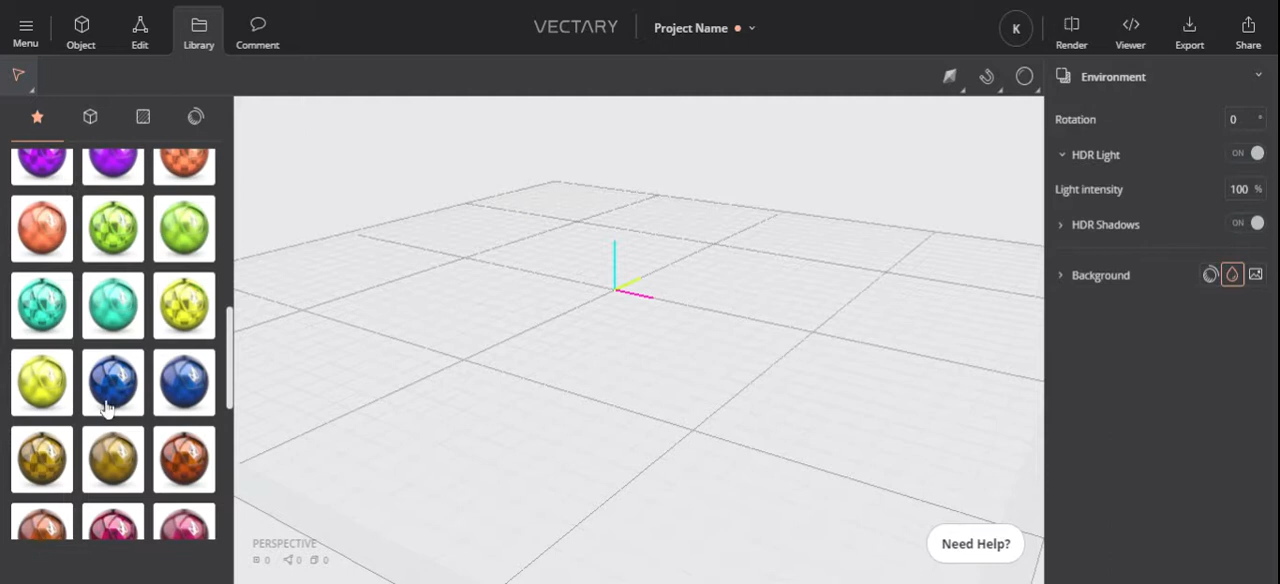 Menu
Object
Edit
Library
Comment
VECTARY
Project Name
K
Render
Viewer
Export
Share
Environment
Rotation
0 °
HDR Light
ON
Light intensity
100 %
HDR Shadows
ON
Background
PERSPECTIVE
0 0 0
Need Help?